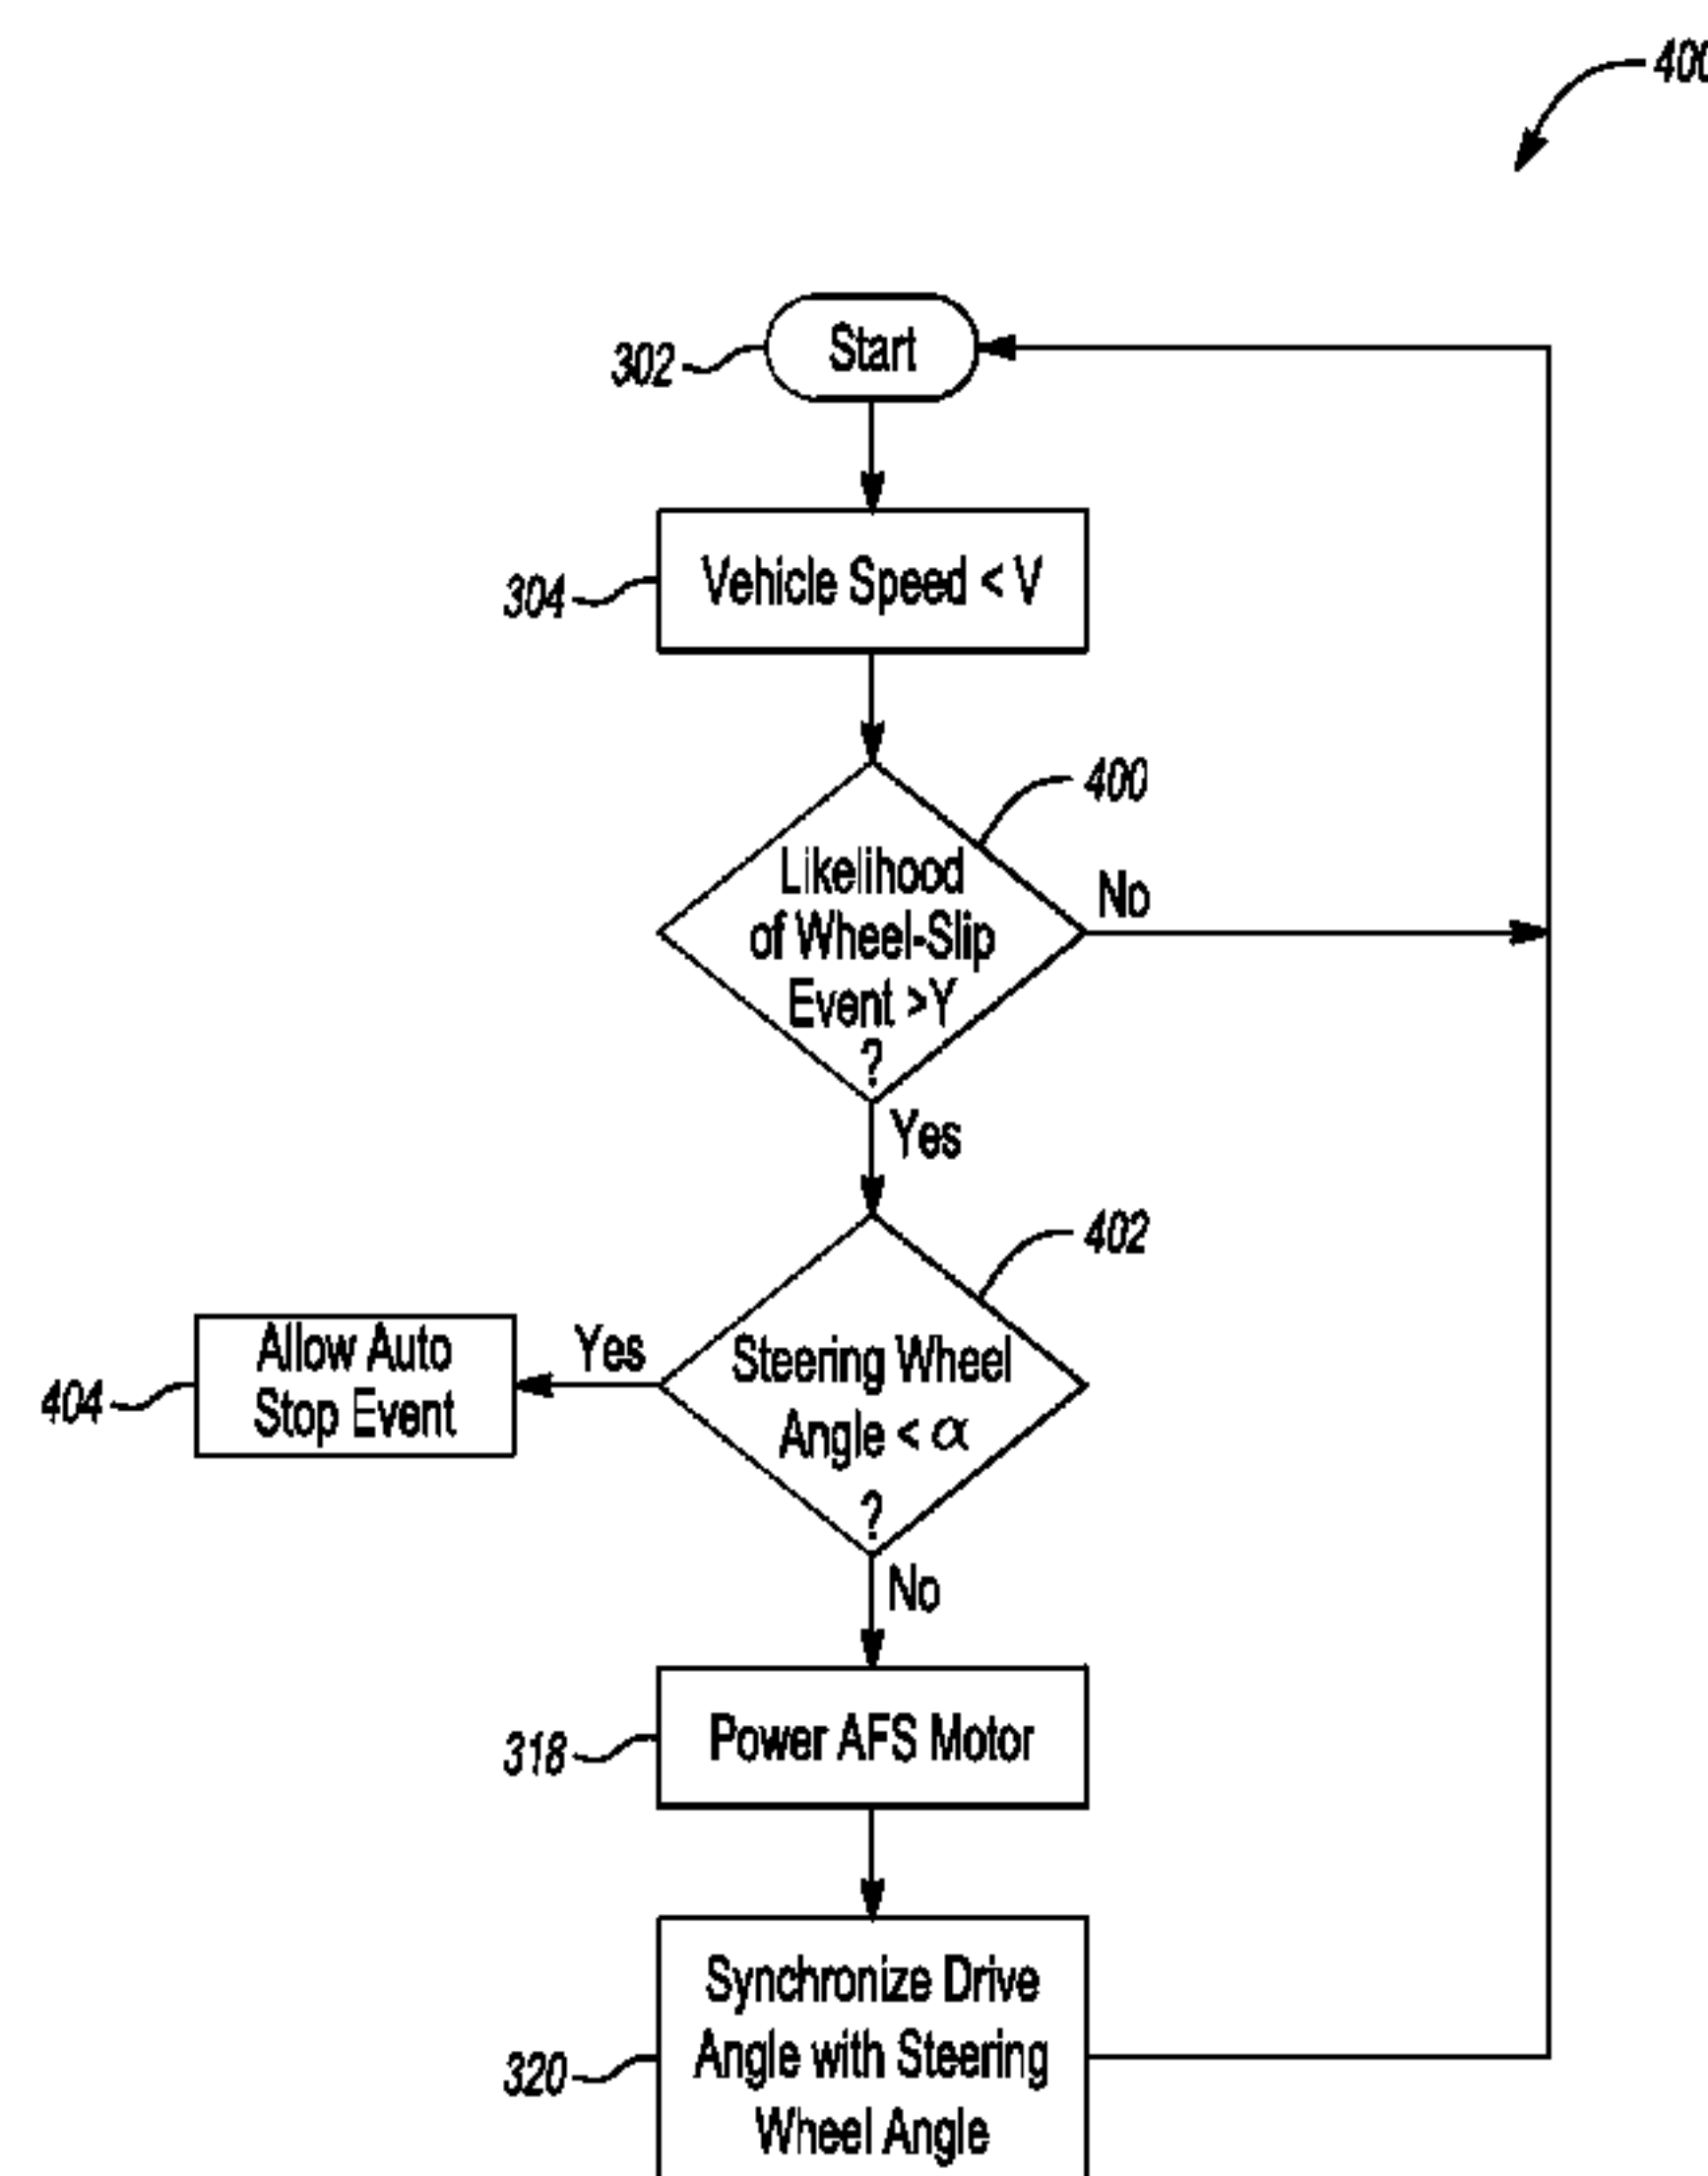 400
302
Start
304
Vehicle Speed < V
400
Likelihood
of Wheel-Slip
Event >Y
?
No
Yes
402
Steering Wheel
Angle < α
?
Yes
404
Allow Auto
Stop Event
No
318
Power AFS Motor
320
Synchronize Drive
Angle with Steering
Wheel Angle